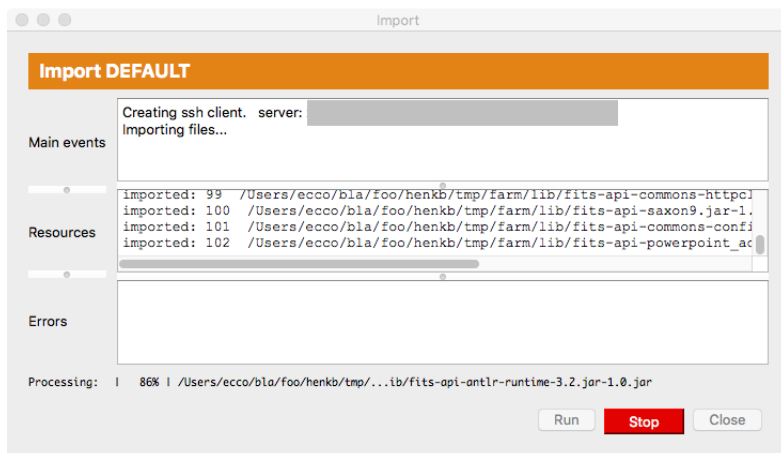 Import
Import DEFAULT
Main events
Creating ssh client. server:
Importing files...
Resources
imported: 99 /Users/ecco/bla/foo/henkb/tmp/farm/lib/fits-api-commons-httpcl
imported: 100 /Users/ecco/bla/foo/henkb/tmp/farm/lib/fits-api-saxon9.jar-1.
imported: 101 /Users/ecco/bla/foo/henkb/tmp/farm/lib/fits-api-commons-confi
imported: 102 /Users/ecco/bla/foo/henkb/tmp/farm/lib/fits-api-powerpoint_ad
Errors
Processing: | 86% | /Users/ecco/bla/foo/henkb/tmp/...ib/fits-api-antlr-runtime-3.2.jar-1.0.jar
Run Stop Close